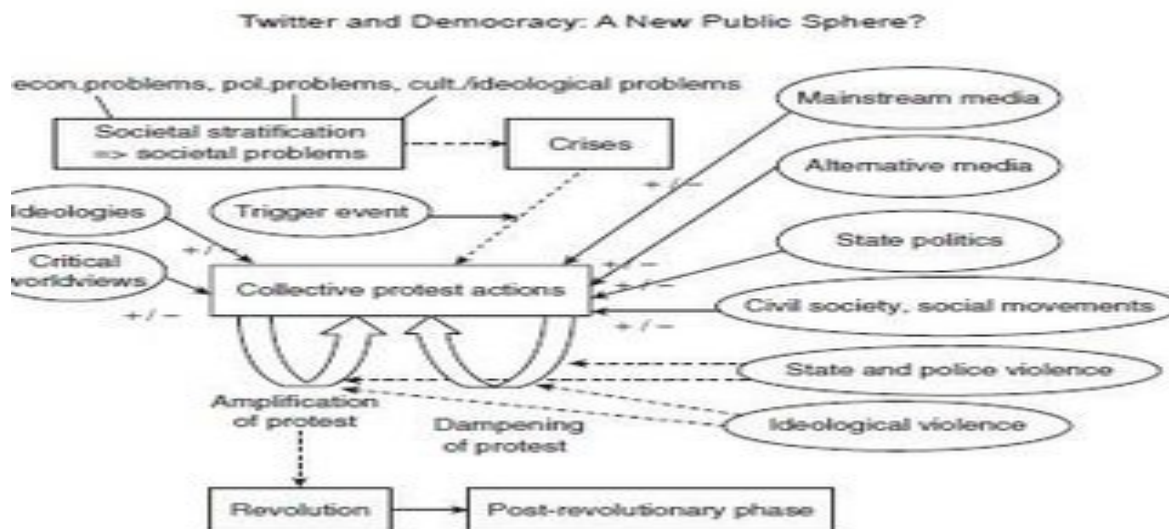 Twitter and Democracy: A New Public Sphere?
econ.problems, pol.problems, cult./ideological problems
Societal stratification
=> societal problems
Crises
Mainstream media
Alternative media
+ / −
Ideologies
Trigger event
+ / −
State politics
Critical
worldviews
+ / −
+ / −
Collective protest actions
+ / −
+ / −
Civil society, social movements
State and police violence
Amplification
of protest
Dampening
of protest
Ideological violence
Revolution
Post-revolutionary phase